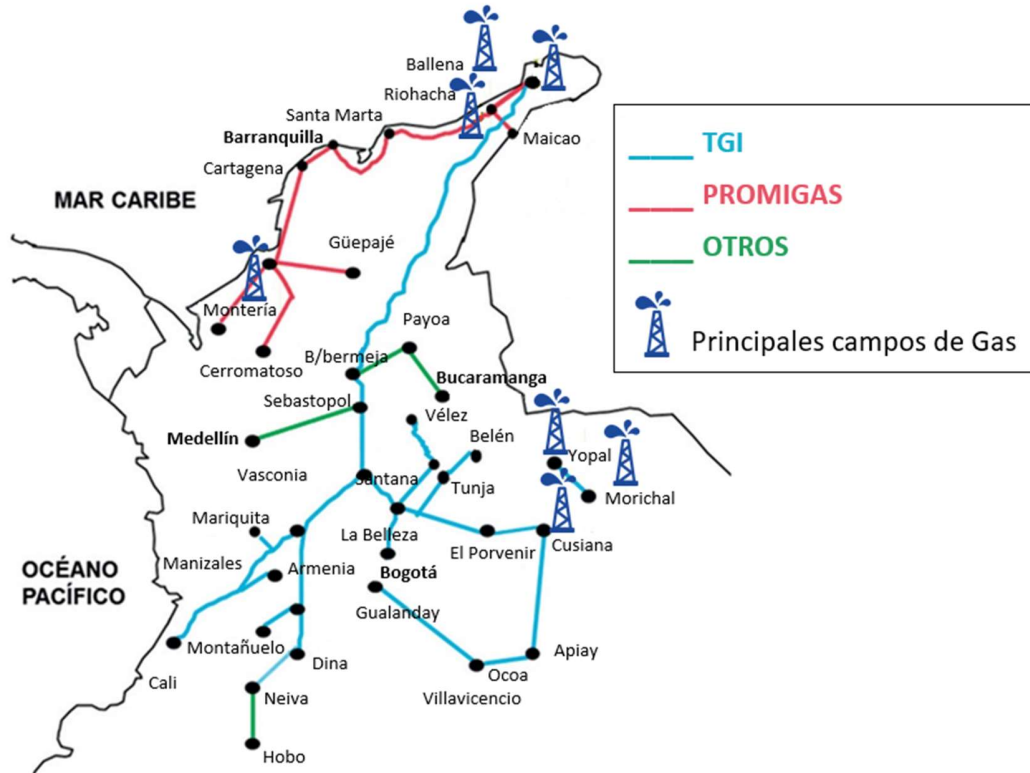 Ballena
Riohacha
Santa Marta
Barranquilla
Maicao
Cartagena
MAR CARIBE
Güepajé
Montería
Payoa
B/bermeja
Cerromatoso
Bucaramanga
Sebastopol
Vélez
Medellín
Belén
Yopal
Vasconia
Santana
Tunja
Morichal
Mariquita
La Belleza
El Porvenir
Cusiana
Manizales
Armenia
Bogotá
OCÉANO
PACÍFICO
Gualanday
Montañuelo
Dina
Apiay
Ocoa
Cali
Villavicencio
Neiva
Hobo
TGI
PROMIGAS
OTROS
Principales campos de Gas